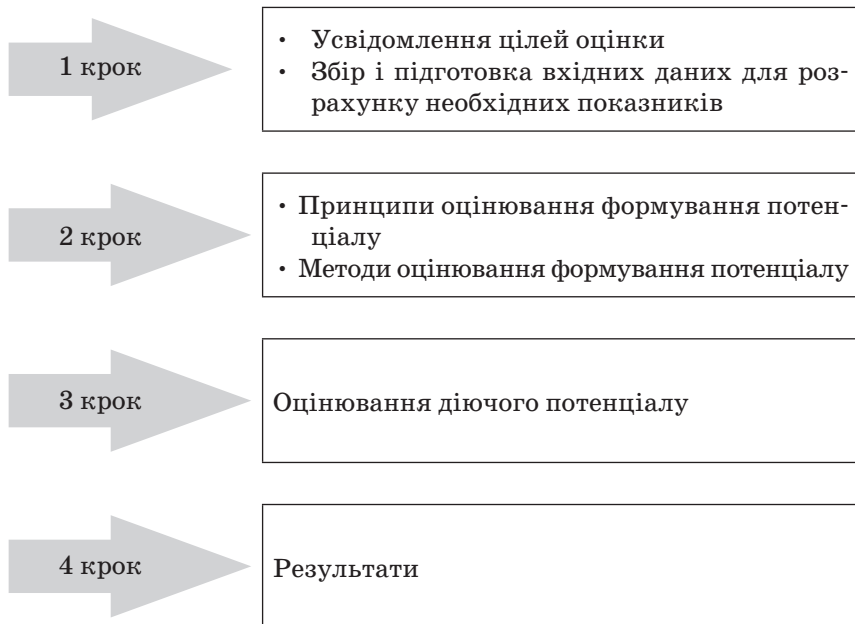 1 крок
• Усвідомлення цілей оцінки
• Збір і підготовка вхідних даних для роз-
рахунку необхідних показників
2 крок
• Принципи оцінювання формування потен-
ціалу
• Методи оцінювання формування потенціалу
3 крок
Оцінювання діючого потенціалу
4 крок
Результати